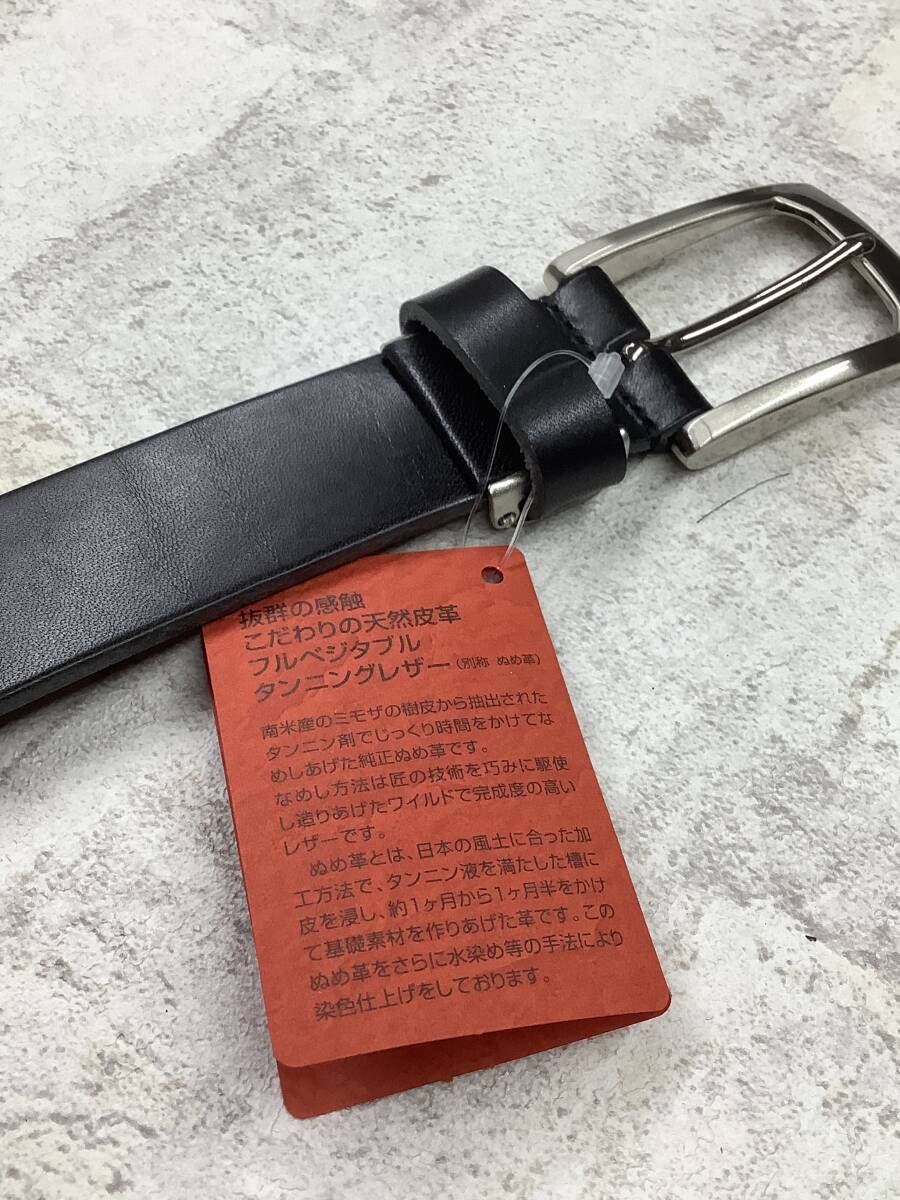 抜群の感触
こだわりの天然皮革
フルベジタブル
タンニングレザー（別称 ぬめ革）
南米産のミモザの樹皮から抽出された
タンニン剤でじっくり時間をかけてな
めしあげた純正ぬめ革です。
なめし方法は匠の技術を巧みに駆使
し造りあげたワイルドで完成度の高い
レザーです。
ぬめ革とは、日本の風土に合った加
工方法で、タンニン液を満たした槽に
皮を浸し、約1ヶ月から1ヶ月半をかけ
て基礎素材を作りあげた革です。この
ぬめ革をさらに水染め等の手法により
染色仕上げをしております。